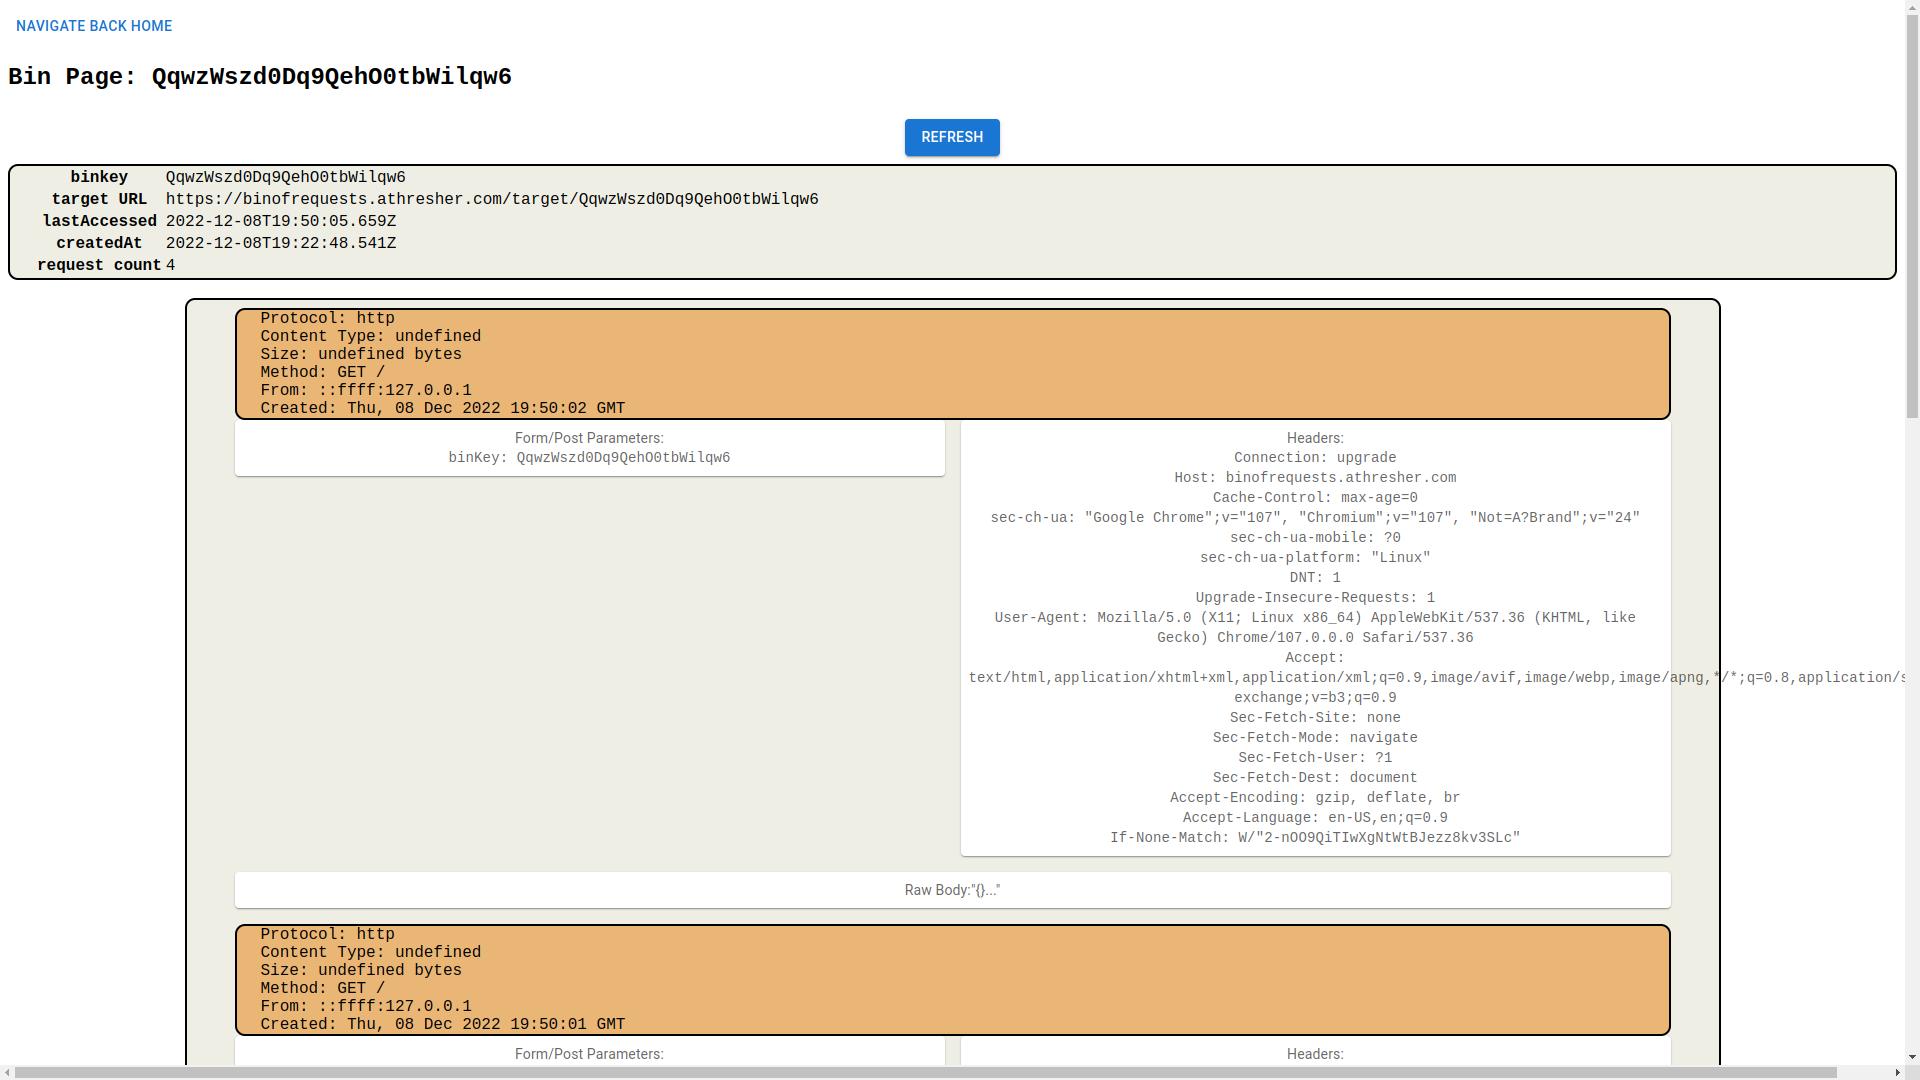 NAVIGATE BACK HOME
Bin Page: QqwzWszd0Dq9QehO0tbWilqw6
REFRESH
binkey QqwzWszd0Dq9QehO0tbWilqw6
target URL https://binofrequests.athresher.com/target/QqwzWszd0Dq9QehO0tbWilqw6
lastAccessed 2022-12-08T19:50:05.659Z
createdAt 2022-12-08T19:22:48.541Z
request count 4
Protocol: http
Content Type: undefined
Size: undefined bytes
Method: GET /
From: ::ffff:127.0.0.1
Created: Thu, 08 Dec 2022 19:50:02 GMT
Form/Post Parameters:
binKey: QqwzWszd0Dq9QehO0tbWilqw6
Headers:
Connection: upgrade
Host: binofrequests.athresher.com
Cache-Control: max-age=0
sec-ch-ua: "Google Chrome";v="107", "Chromium";v="107", "Not=A?Brand";v="24"
sec-ch-ua-mobile: ?0
sec-ch-ua-platform: "Linux"
DNT: 1
Upgrade-Insecure-Requests: 1
User-Agent: Mozilla/5.0 (X11; Linux x86_64) AppleWebKit/537.36 (KHTML, like
Gecko) Chrome/107.0.0.0 Safari/537.36
Accept:
text/html,application/xhtml+xml,application/xml;q=0.9,image/avif,image/webp,image/apng,*/*;q=0.8,application/s
exchange;v=b3;q=0.9
Sec-Fetch-Site: none
Sec-Fetch-Mode: navigate
Sec-Fetch-User: ?1
Sec-Fetch-Dest: document
Accept-Encoding: gzip, deflate, br
Accept-Language: en-US,en;q=0.9
If-None-Match: W/"2-nOO9QiTIwXgNtWtBJezz8kv3SLc"
Raw Body:"{}..."
Protocol: http
Content Type: undefined
Size: undefined bytes
Method: GET /
From: ::ffff:127.0.0.1
Created: Thu, 08 Dec 2022 19:50:01 GMT
Form/Post Parameters:
Headers: